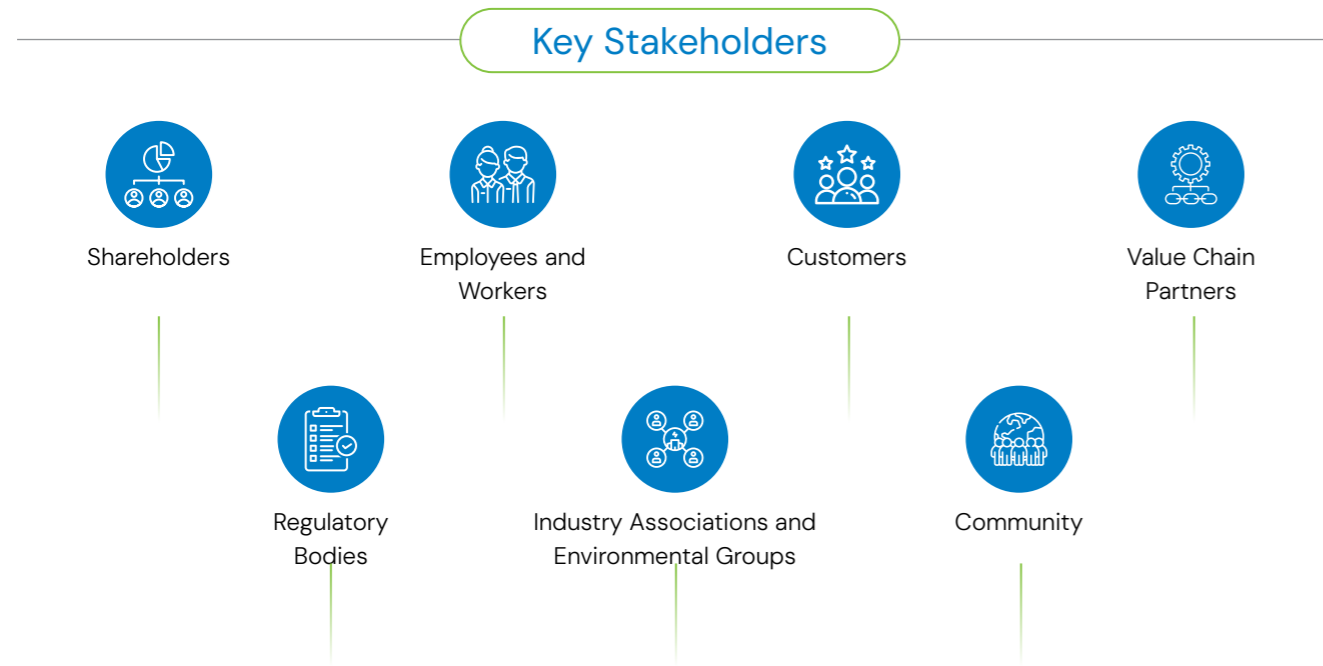 Key Stakeholders
Shareholders
Employees and
Workers
Customers
Value Chain
Partners
Regulatory
Bodies
Industry Associations and
Environmental Groups
Community